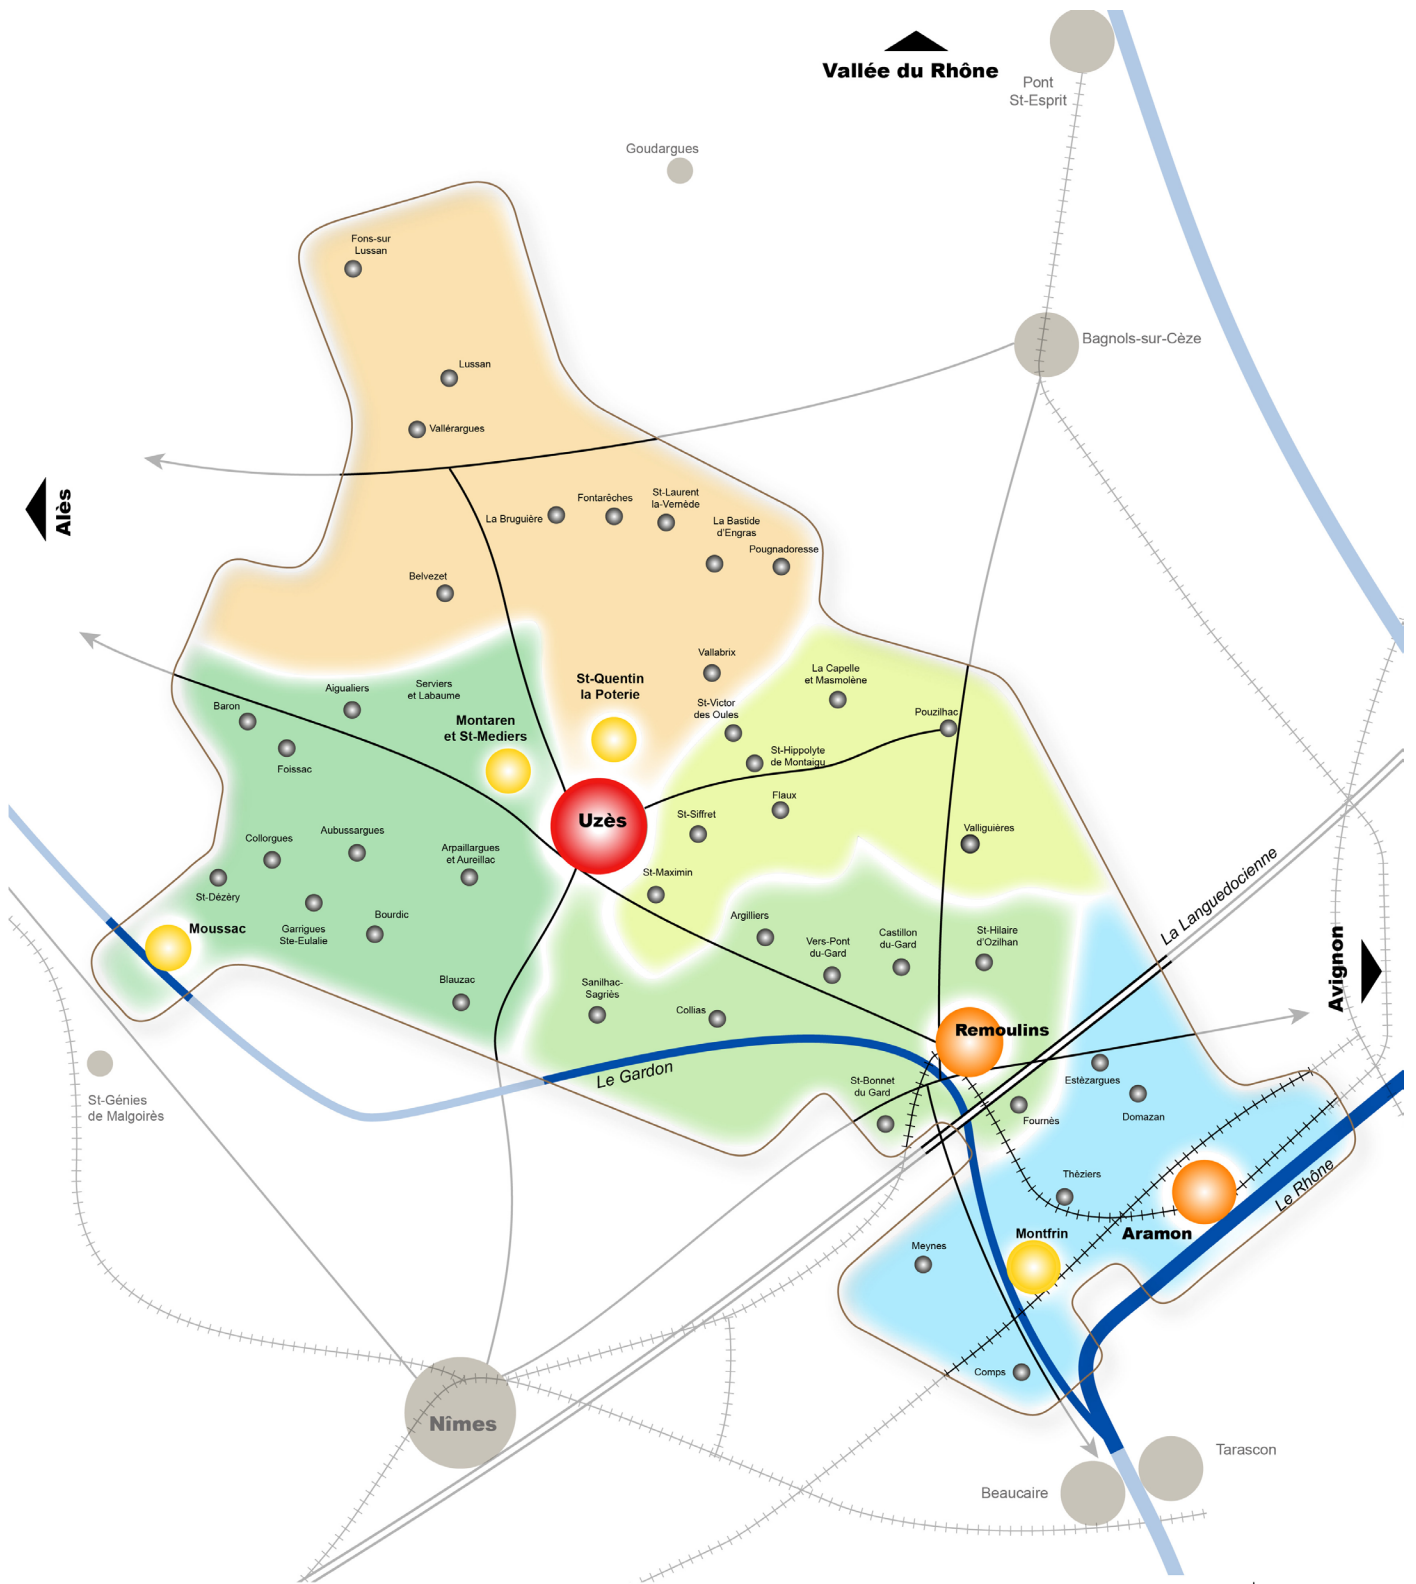 Vallée du Rhône
Pont
St-Esprit
Goudargues
Fons-sur
Lussan
Bagnols-sur-Cèze
Lussan
Vallérargues
Alès
La Bruguière
Fontarêches
St-Laurent
la-Vernède
La Bastide
d'Engras
Pougnadoresse
Belvezet
Vallabrix
St-Quentin
la Poterie
La Capelle
et Masmolène
Aigualiers
Serviers
et Labaume
Baron
Montaren
et St-Mediers
St-Victor
des Oules
Pouzilhac
Foissac
St-Hippolyte
de Montaigu
Flaux
Uzès
St-Siffret
Valliguières
Collorgues
Aubussargues
Arpaillargues
et Aureillac
St-Maximin
La Languedocienne
St-Dézéry
Moussac
Garrigues
Ste-Eulalie
Bourdic
Argilliers
Vers-Pont
du-Gard
Castillon
du-Gard
St-Hilaire
d'Ozilhan
Avignon
Blauzac
Sanilhac-
Sagriès
Collias
Remoulins
Le Gardon
St-Bonnet
du Gard
Estèzargues
Domazan
Fournès
St-Génies
de Malgoirès
Thèziers
Le Rhône
Aramon
Montfrin
Meynes
Comps
Nîmes
Tarascon
Beaucaire